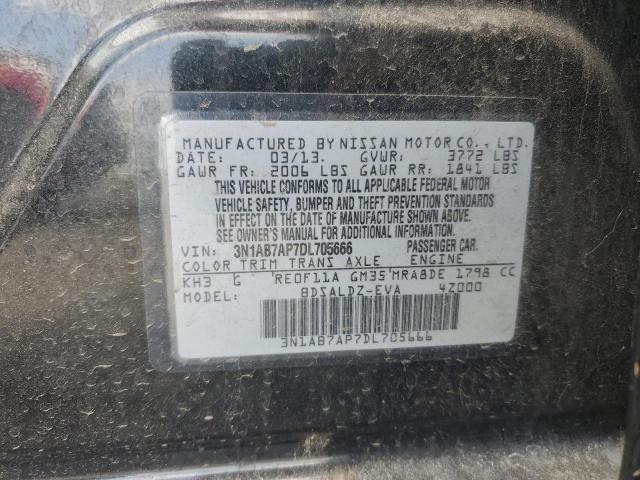 MANUFACTURED BY NISSAN MOTOR CO., LTD.
DATE: 03/13. GVWR: 3772 LBS
GAWR FR: 2006 LBS GAWR RR: 1841 LBS
THIS VEHICLE CONFORMS TO ALL APPLICABLE FEDERAL MOTOR
VEHICLE SAFETY, BUMPER AND THEFT PREVENTION STANDARDS
IN EFFECT ON THE DATE OF MANUFACTURE SHOWN ABOVE.
SEE OWNER'S MANUAL FOR ADDITIONAL INFORMATION.
VIN: 3N1AB7AP7DL705666 PASSENGER CAR.
COLOR TRIM TRANS AXLE ENGINE
KH3 G RE0F11A GM35 MRA8DE 1798 CC
MODEL: BDSALDZ-EVA 4Z000
3N1AB7AP7DL705666